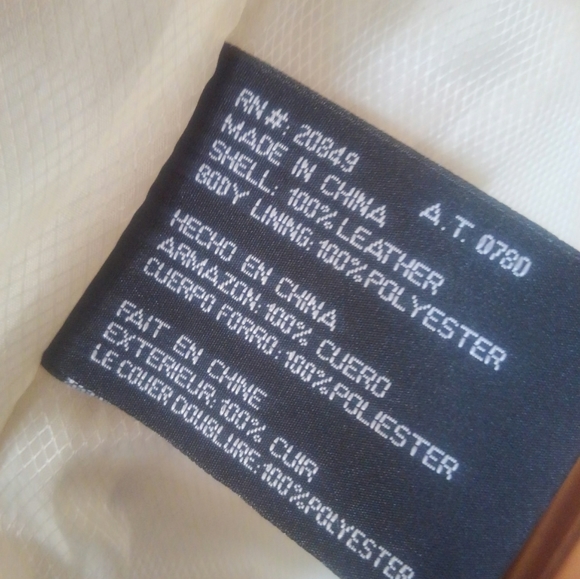 RN#: 20849
MADE IN CHINA A.T. 0780
SHELL: 100% LEATHER
BODY LINING: 100% POLYESTER
HECHO EN CHINA
ARMAZON: 100% CUERO
CUERPO FORRO: 100% POLIESTER
FAIT EN CHINE
EXTERIEUR: 100% CUIR
LE COUER DOUBLURE: 100% POLYESTER